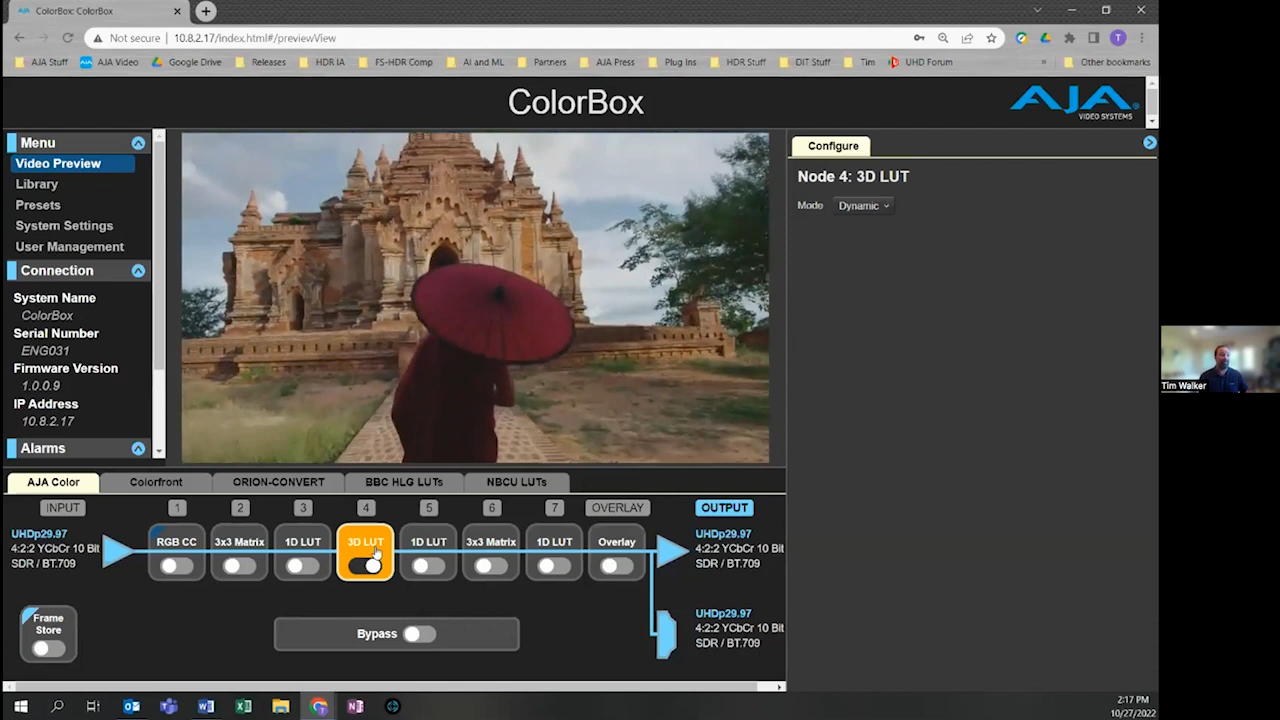 ColorBox: ColorBox
Not secure | 10.8.2.17/index.html#/previewView
T
AJA Stuff AJA Video Google Drive Releases HDR IA FS-HDR Comp AI and ML Partners AJA Press Plug Ins HDR Stuff DIT Stuff Tim UHD Forum » Other bookmarks
ColorBox
AJA
VIDEO SYSTEMS
Menu
Video Preview
Library
Presets
System Settings
User Management
Connection
System Name
ColorBox
Serial Number
ENG031
Firmware Version
1.0.0.9
IP Address
10.8.2.17
Alarms
Configure
Node 4: 3D LUT
Mode Dynamic
Tim Walker
AJA Color Colorfront ORION-CONVERT BBC HLG LUTs NBCU LUTs
INPUT 1 2 3 4 5 6 7 OVERLAY OUTPUT
UHDp29.97
4:2:2 YCbCr 10 Bit
SDR / BT.709
RGB CC 3x3 Matrix 1D LUT 3D LUT 1D LUT 3x3 Matrix 1D LUT Overlay
UHDp29.97
4:2:2 YCbCr 10 Bit
SDR / BT.709
Frame
Store
Bypass
UHDp29.97
4:2:2 YCbCr 10 Bit
SDR / BT.709
2:17 PM
10/27/2022